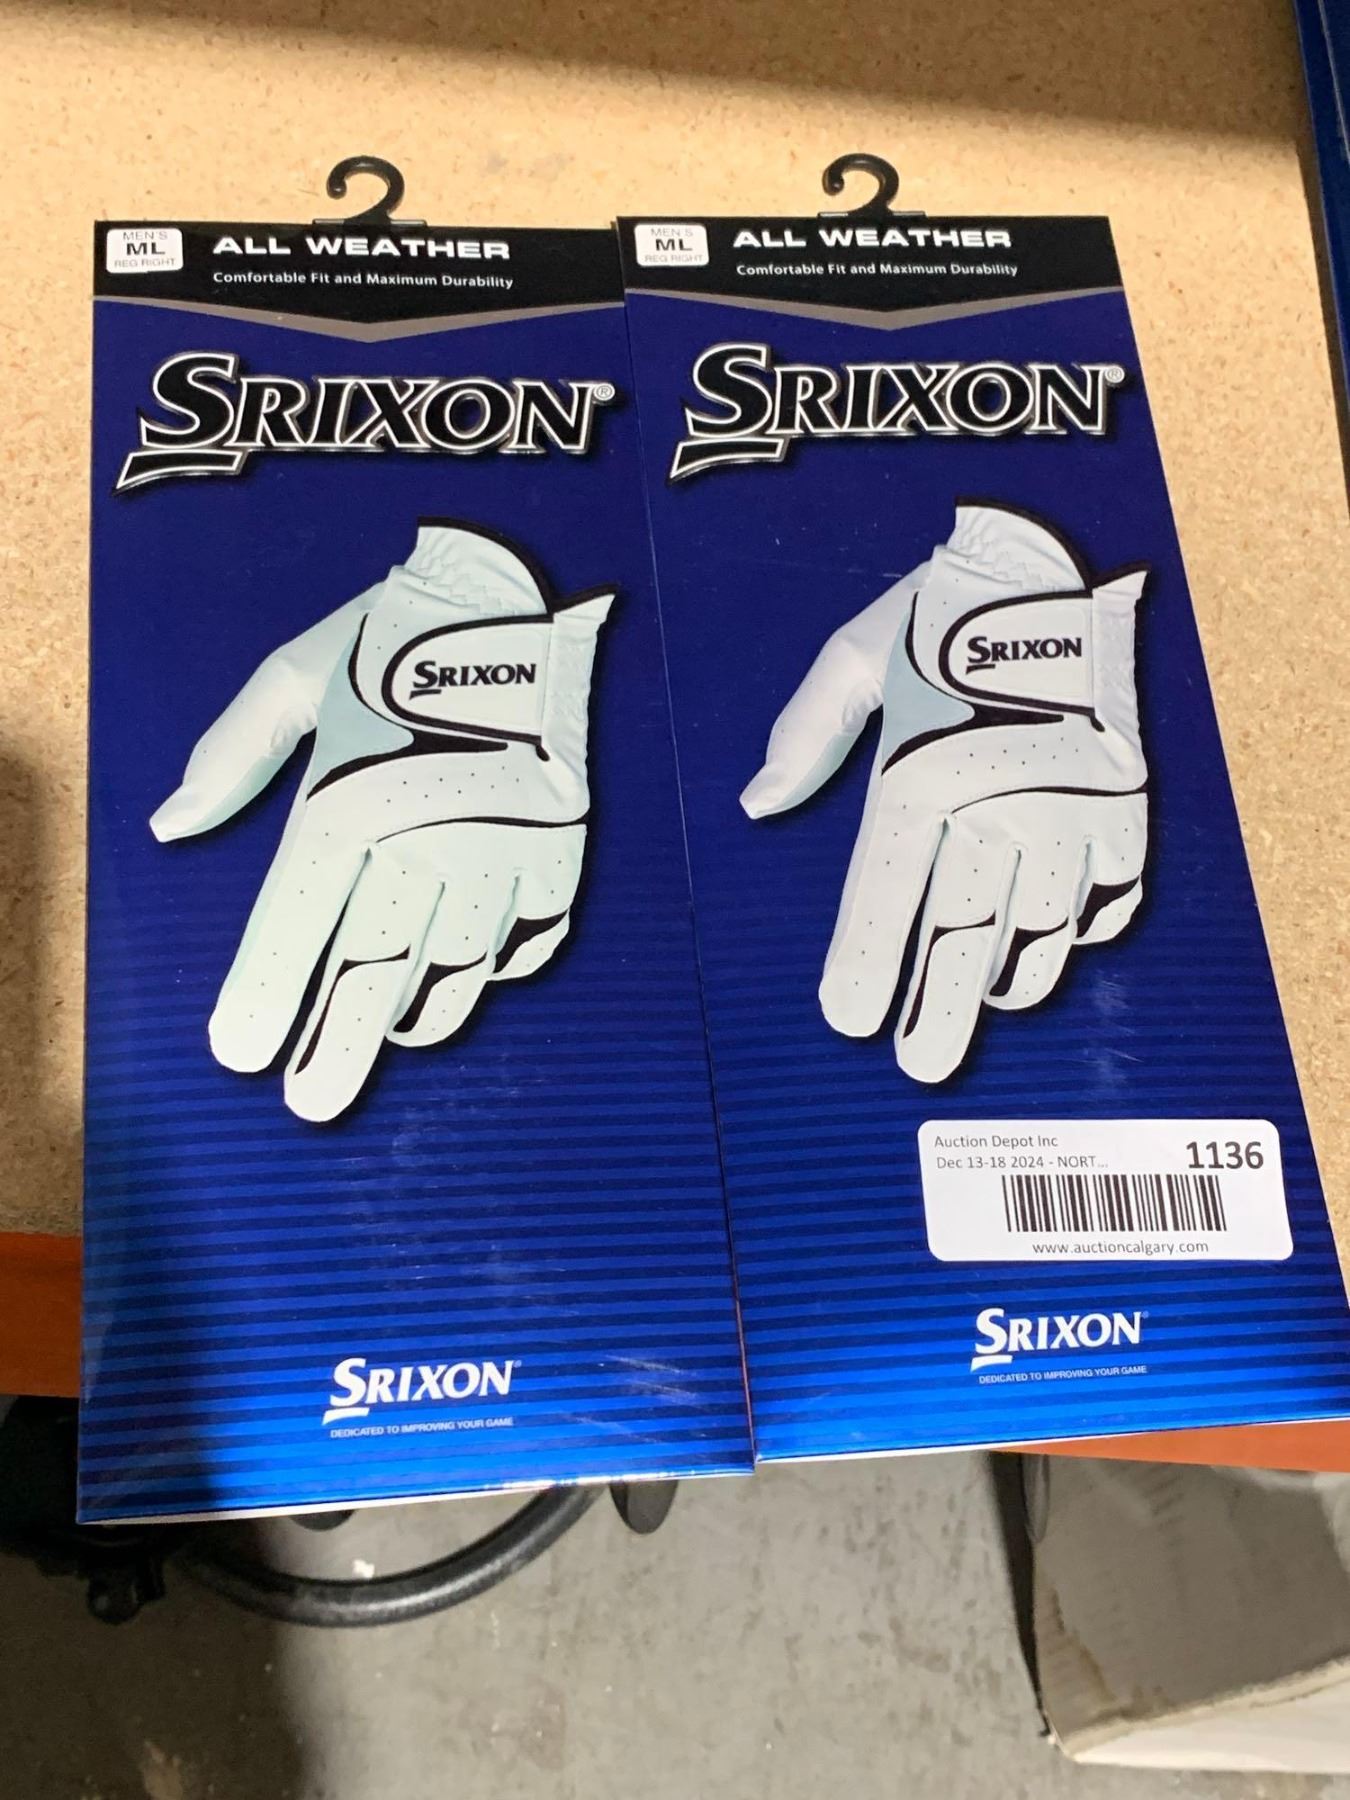 MEN'S
ML
REG RIGHT
ALL WEATHER
Comfortable Fit and Maximum Durability
SRIXON®
SRIXON
SRIXON
DEDICATED TO IMPROVING YOUR GAME
MEN'S
ML
REG RIGHT
ALL WEATHER
Comfortable Fit and Maximum Durability
SRIXON®
SRIXON
Auction Depot Inc
Dec 13-18 2024 - NORT...
1136
www.auctioncalgary.com
SRIXON
DEDICATED TO IMPROVING YOUR GAME